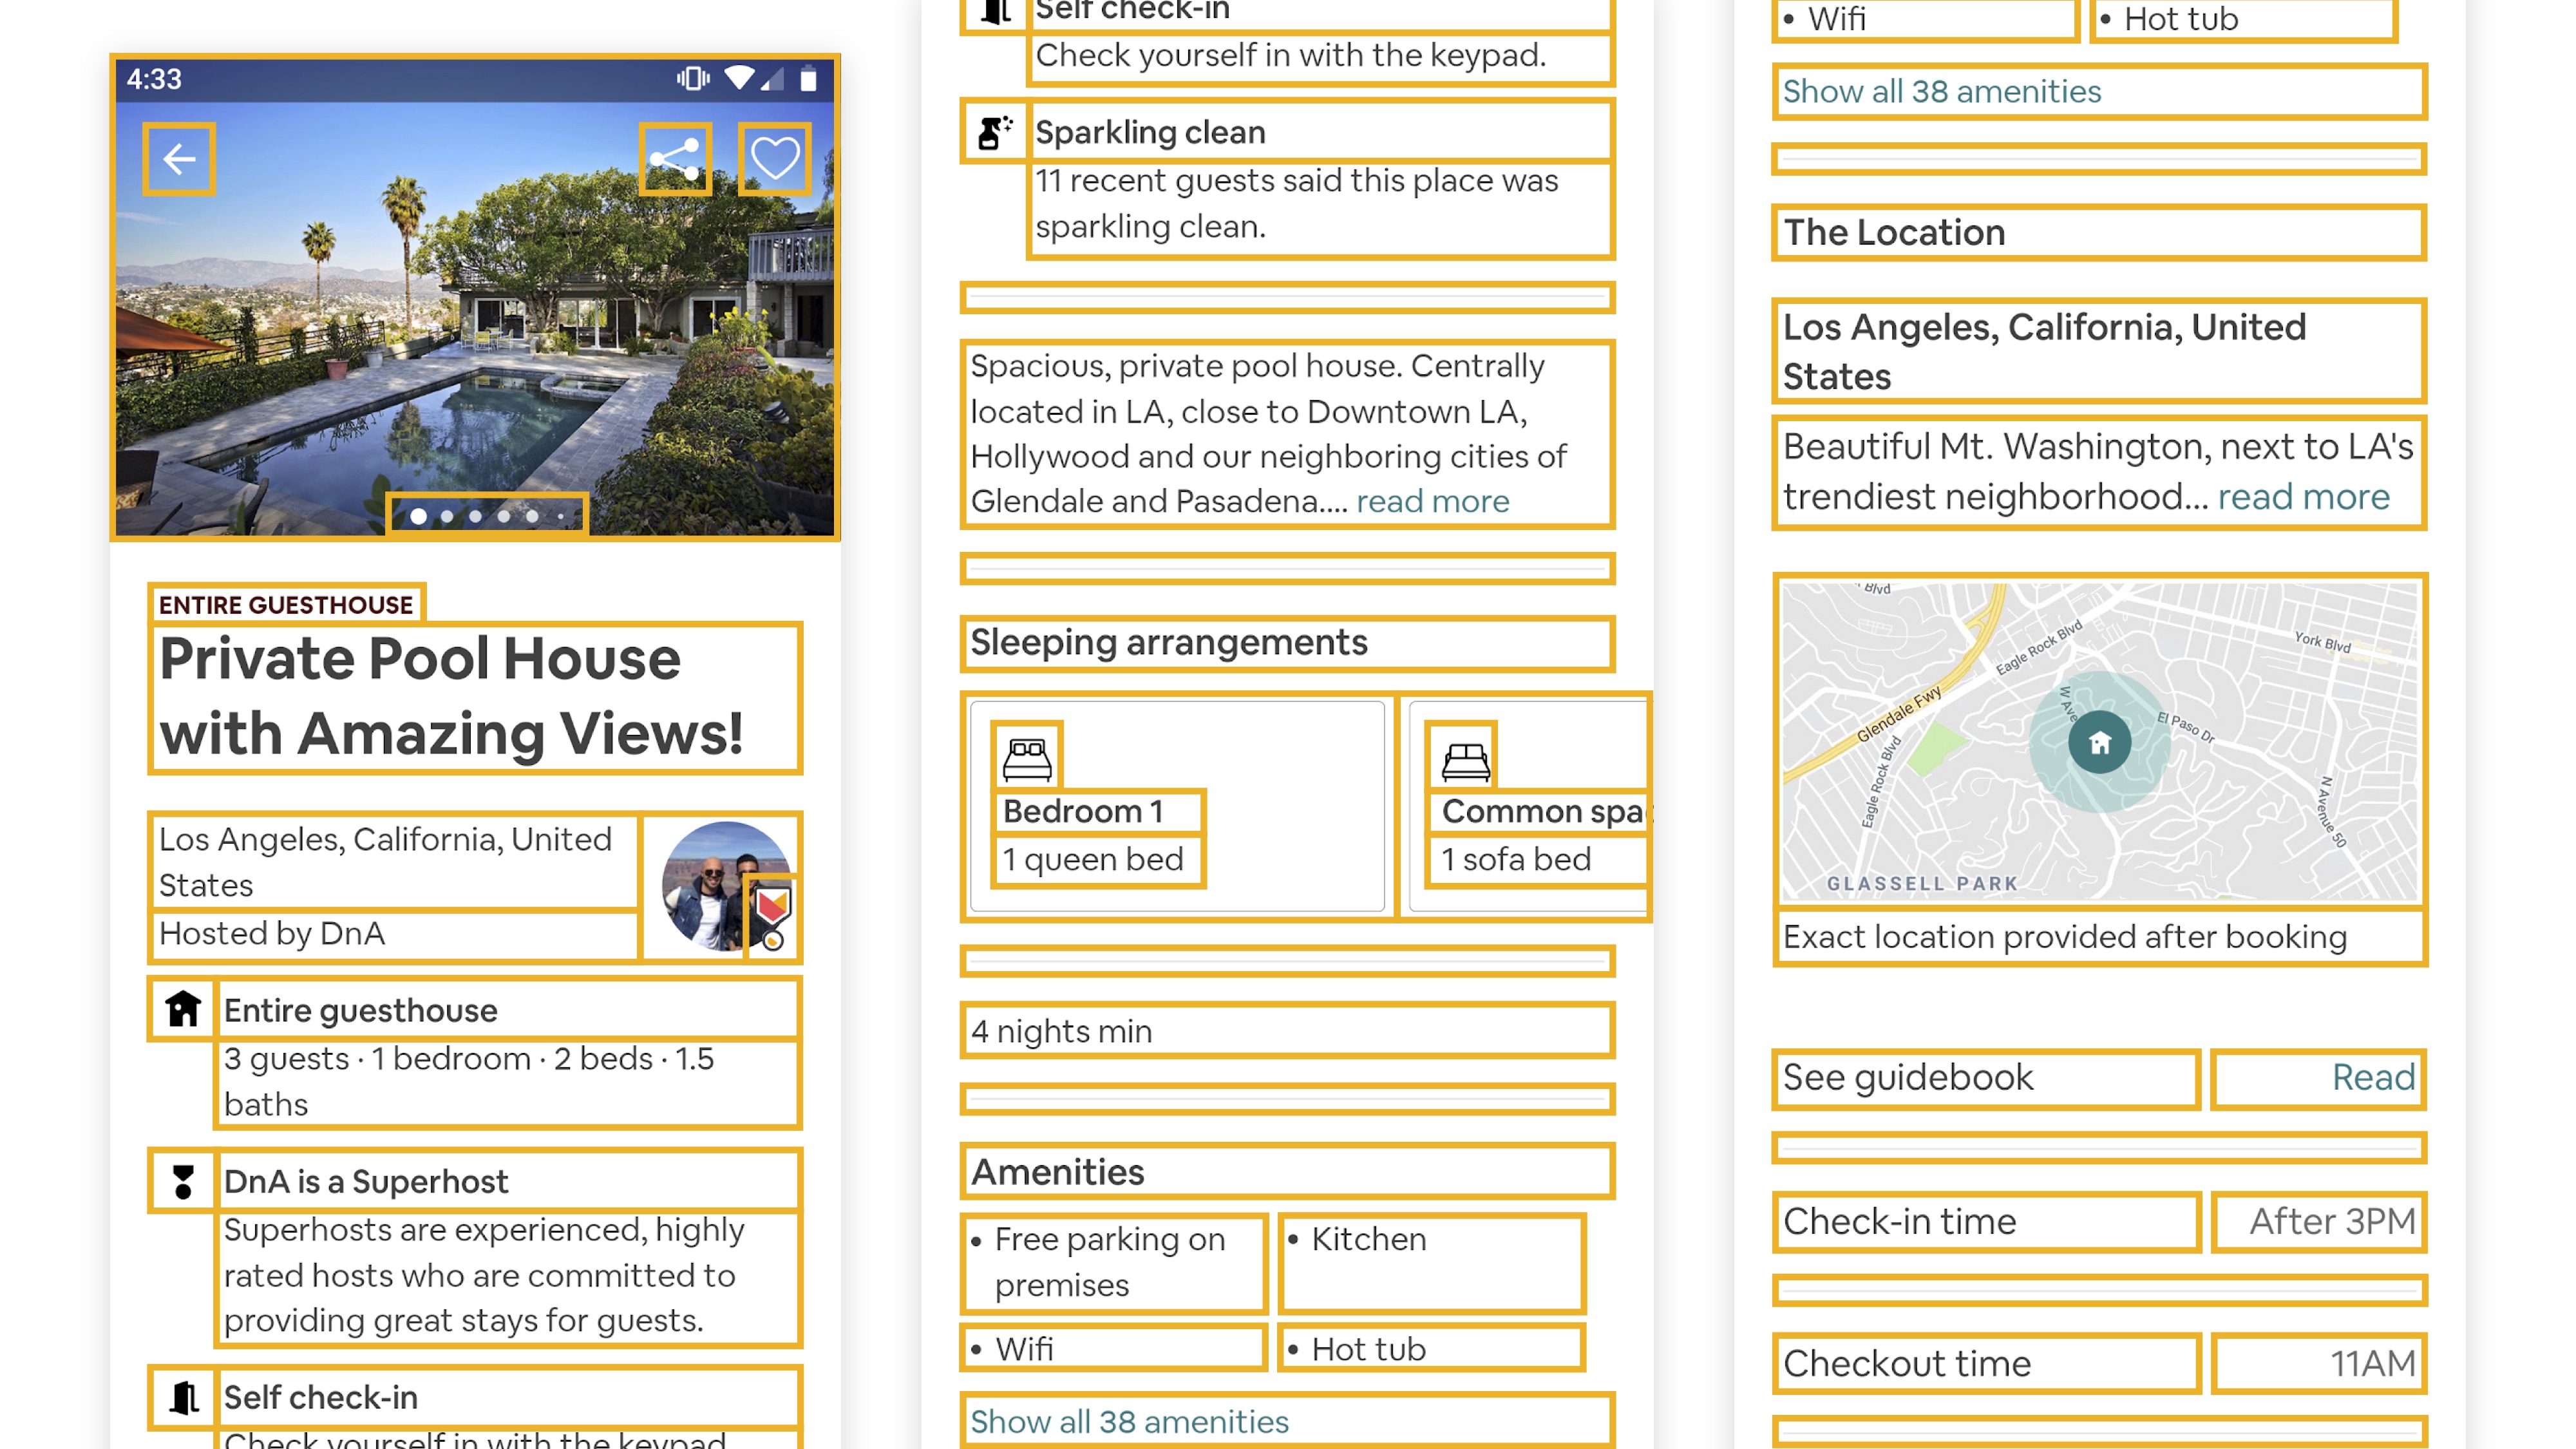 4:33
ENTIRE GUESTHOUSE
Private Pool House
with Amazing Views!
Los Angeles, California, United
States
Hosted by DnA
Entire guesthouse
3 guests · 1 bedroom · 2 beds · 1.5
baths
DnA is a Superhost
Superhosts are experienced, highly
rated hosts who are committed to
providing great stays for guests.
Self check-in
Check yourself in with the keypad
Self check-in
Check yourself in with the keypad.
Sparkling clean
11 recent guests said this place was
sparkling clean.
Spacious, private pool house. Centrally
located in LA, close to Downtown LA,
Hollywood and our neighboring cities of
Glendale and Pasadena.... read more
Sleeping arrangements
Bedroom 1
1 queen bed
Common spa
1 sofa bed
4 nights min
Amenities
• Free parking on
premises
• Kitchen
• Wifi
• Hot tub
Show all 38 amenities
• Wifi
• Hot tub
Show all 38 amenities
The Location
Los Angeles, California, United
States
Beautiful Mt. Washington, next to LA's
trendiest neighborhood... read more
Blvd
Eagle Rock Blvd
York Blvd
W Ave
Glendale Fwy
El Paso Dr
Eagle Rock Blvd
N Avenue 50
GLASSELL PARK
Exact location provided after booking
See guidebook
Read
Check-in time
After 3PM
Checkout time
11AM